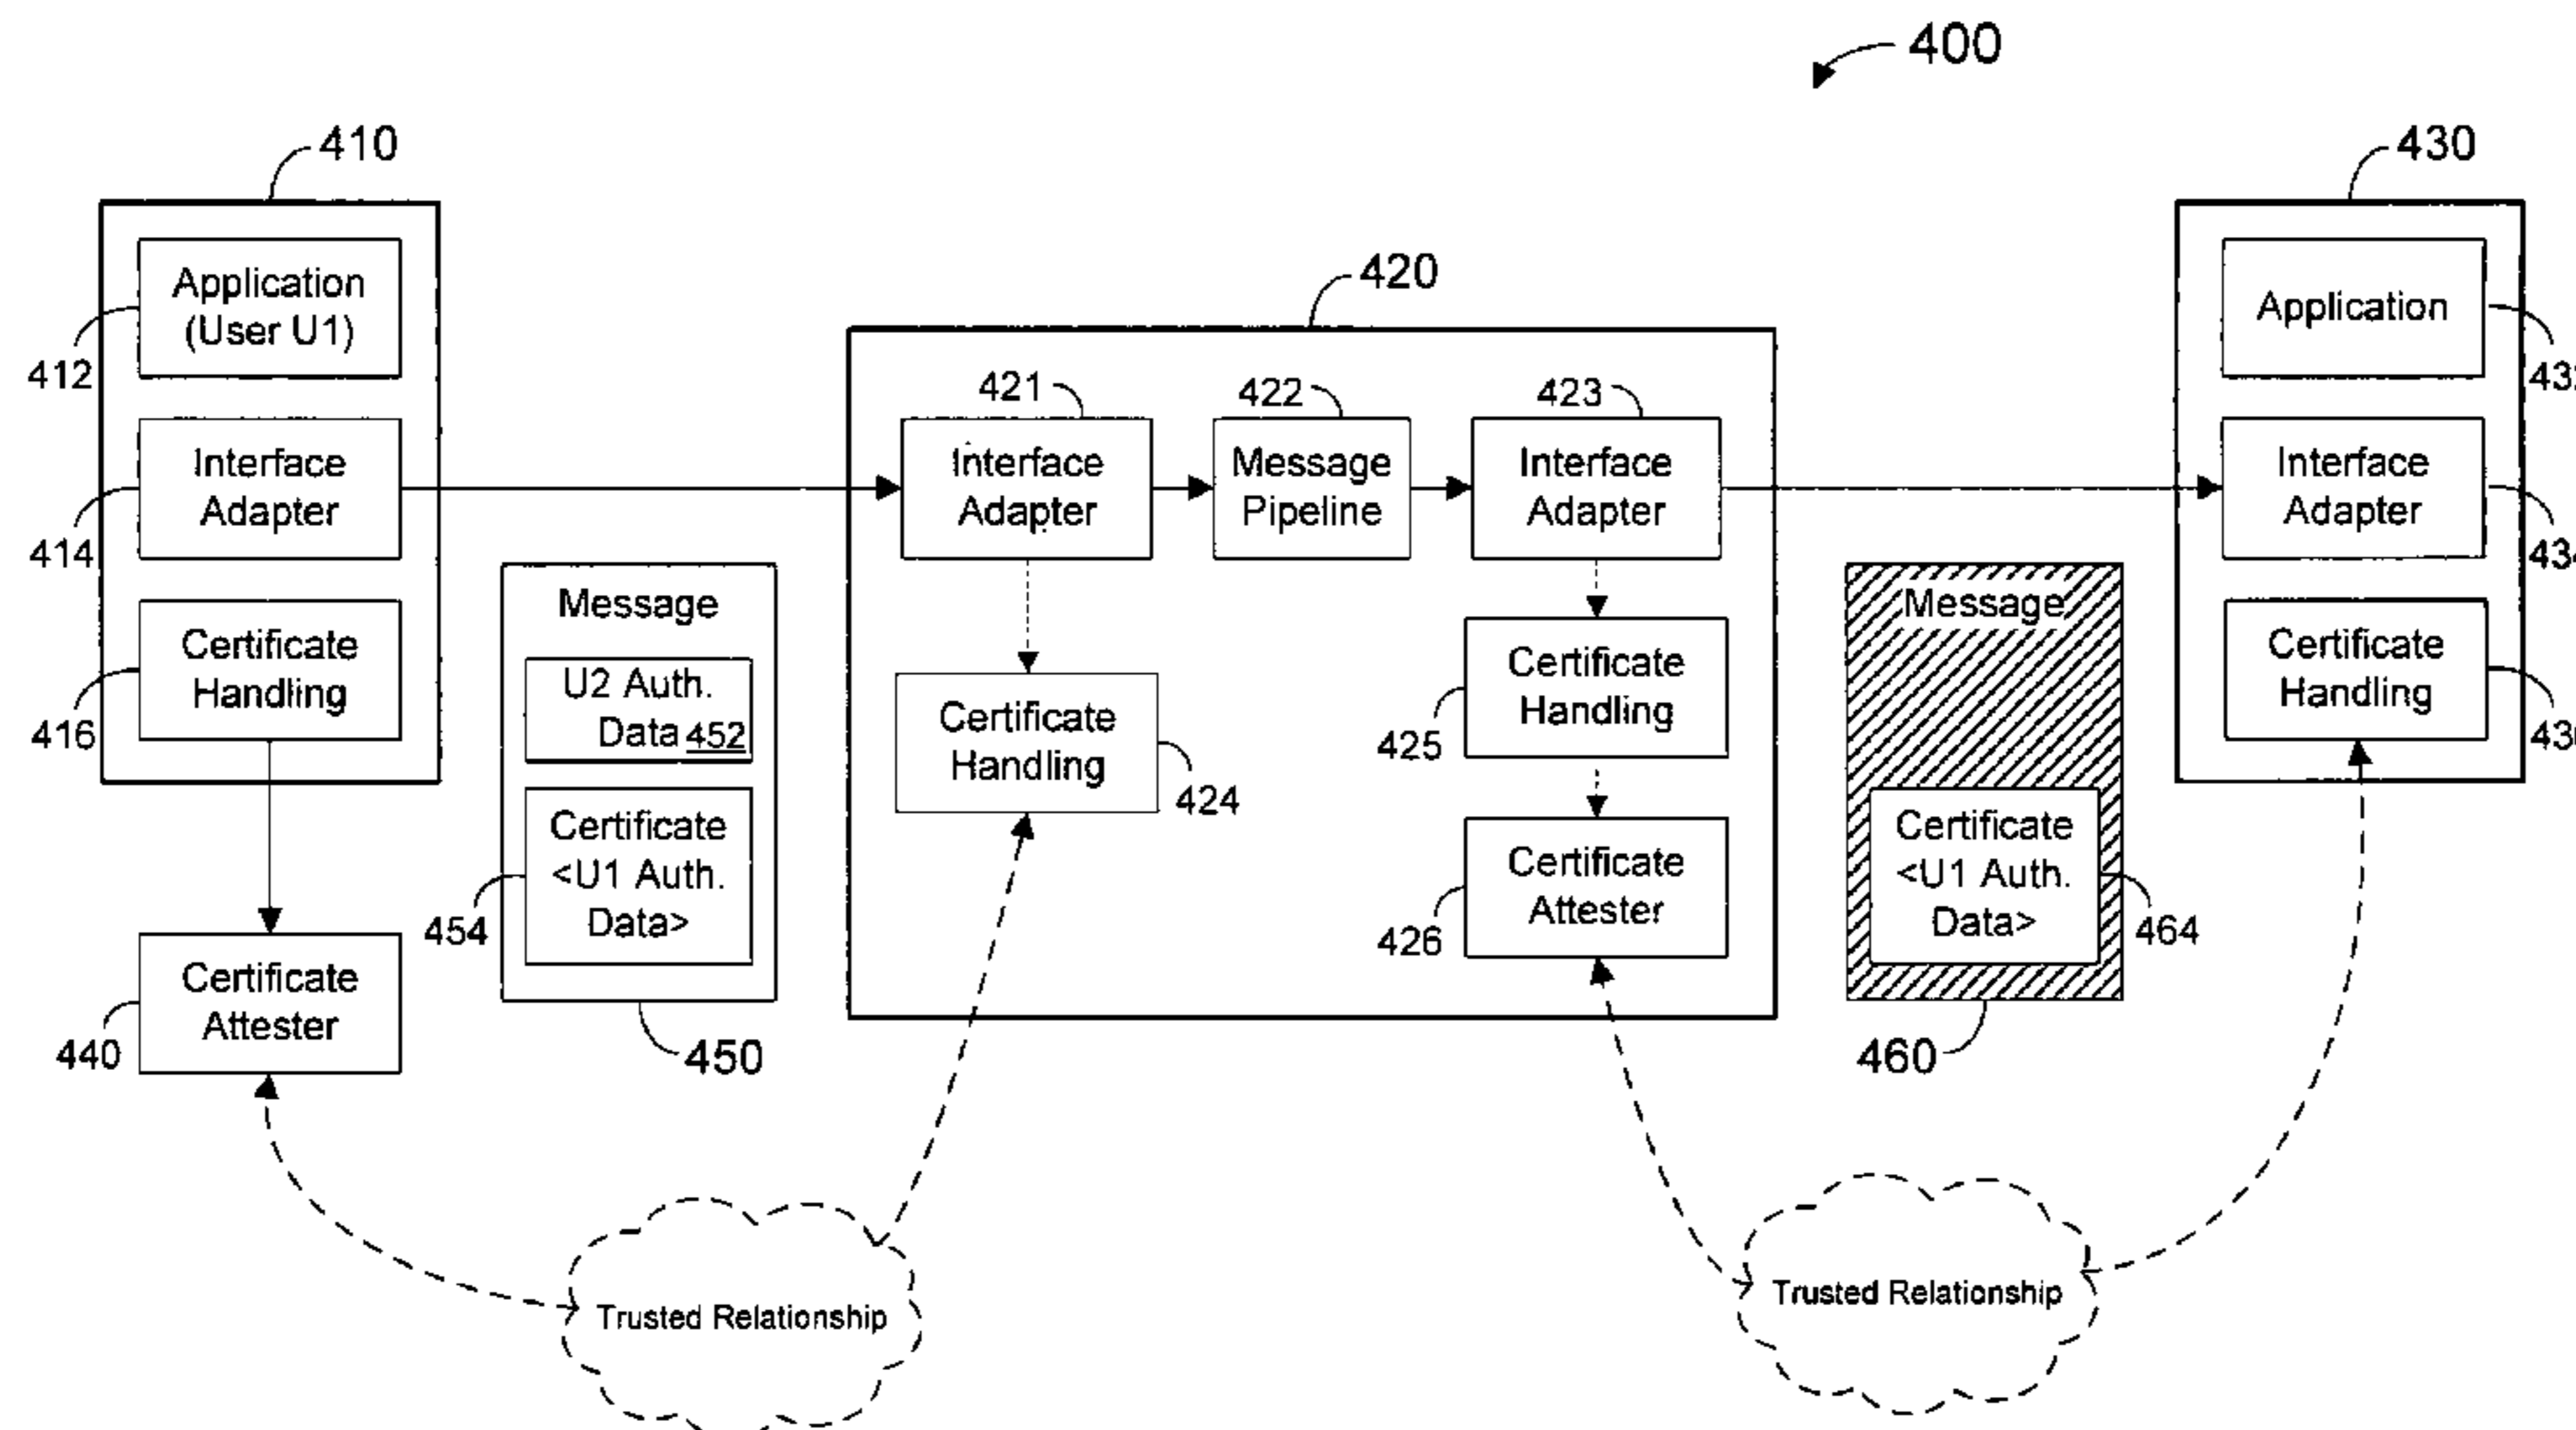 400
410
Application
(User U1)
412
Interface
Adapter
414
Certificate
Handling
416
Certificate
Attester
440
Message
U2 Auth.
Data 452
Certificate
<U1 Auth.
Data>
454
450
420
421
Interface
Adapter
422
Message
Pipeline
423
Interface
Adapter
Certificate
Handling
424
Certificate
Handling
425
Certificate
Attester
426
Message
Certificate
<U1 Auth.
Data>
464
460
430
Application
Interface
Adapter
Certificate
Handling
Trusted Relationship
Trusted Relationship